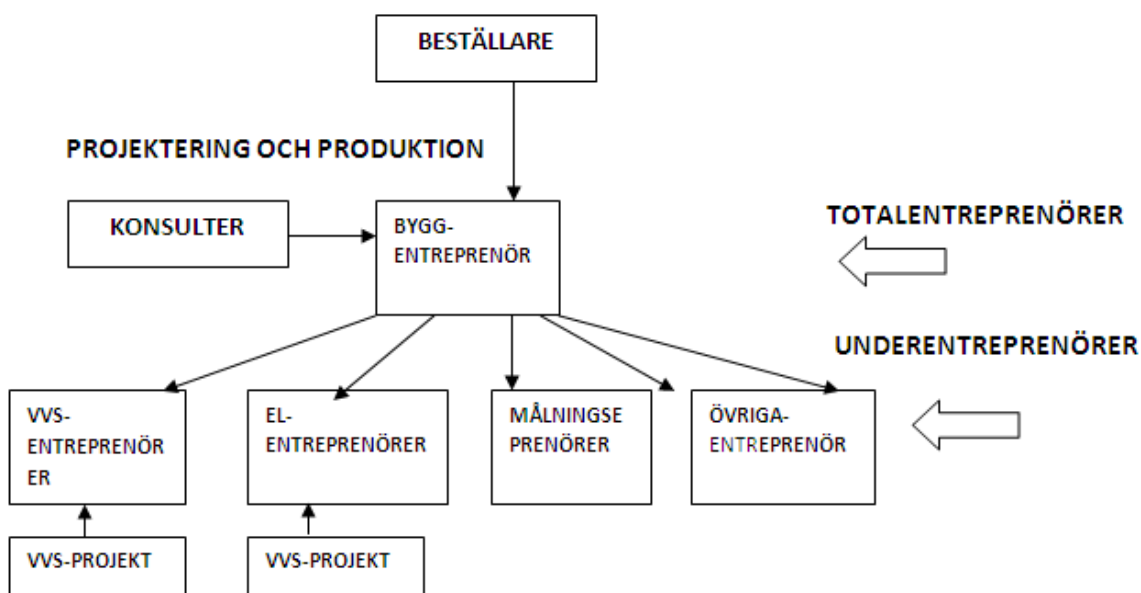 BESTÄLLARE
PROJEKTERING OCH PRODUKTION
KONSULTER
BYGG-
ENTREPRENÖR
TOTALENTREPRENÖRER
UNDERENTREPRENÖRER
VVS-
ENTREPRENÖR
ER
EL-
ENTREPRENÖRER
MÅLNINGSE
PRENÖRER
ÖVRIGA-
ENTREPRENÖR
VVS-PROJEKT
VVS-PROJEKT